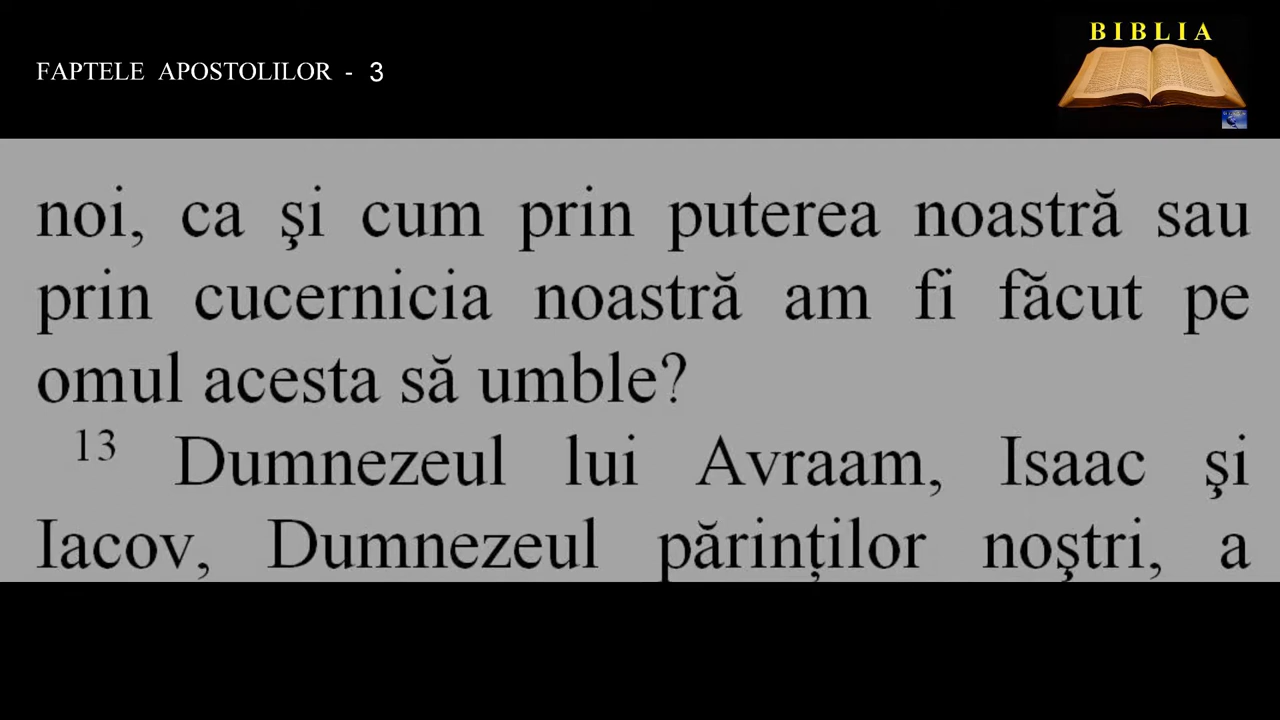 BIBLIA
FAPTELE APOSTOLILOR - 3
noi, ca şi cum prin puterea noastră sau
prin cucernicia noastră am fi făcut pe
omul acesta să umble?
13 Dumnezeul lui Avraam, Isaac şi
Iacov, Dumnezeul părinţilor noştri, a